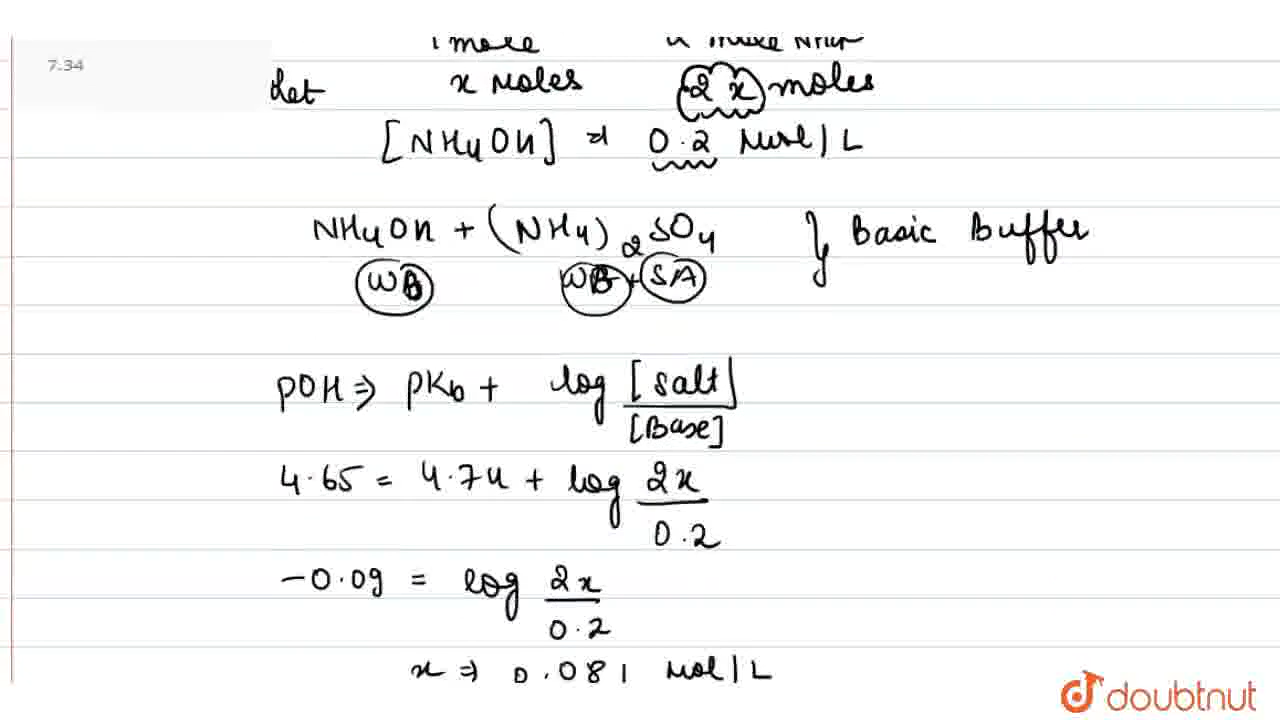 7.34
1 mole
Let x moles 2 x moles
[NH4OH] ⇒ 0.2 mol/L
NH4OH + (NH4)2SO4 } Basic Buffer
WB WB + SA
POH ⇒ PKb + log [salt]/[Base]
4.65 = 4.74 + log 2x/0.2
-0.09 = log 2x/0.2
x ⇒ 0.081 mol/L
doubtnut